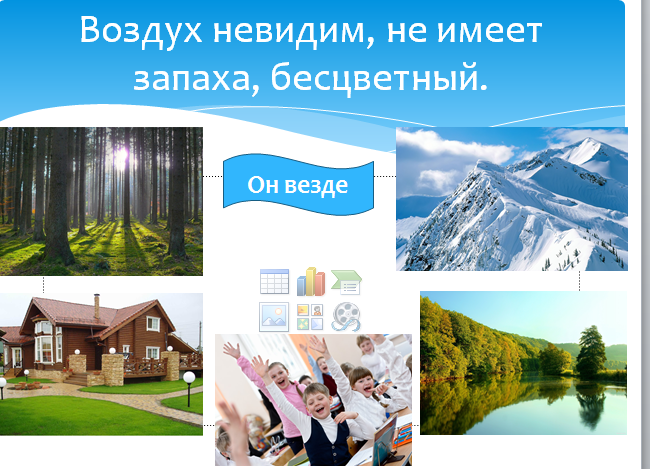 Воздух невидим, не имеет
запаха, бесцветный.
Он везде